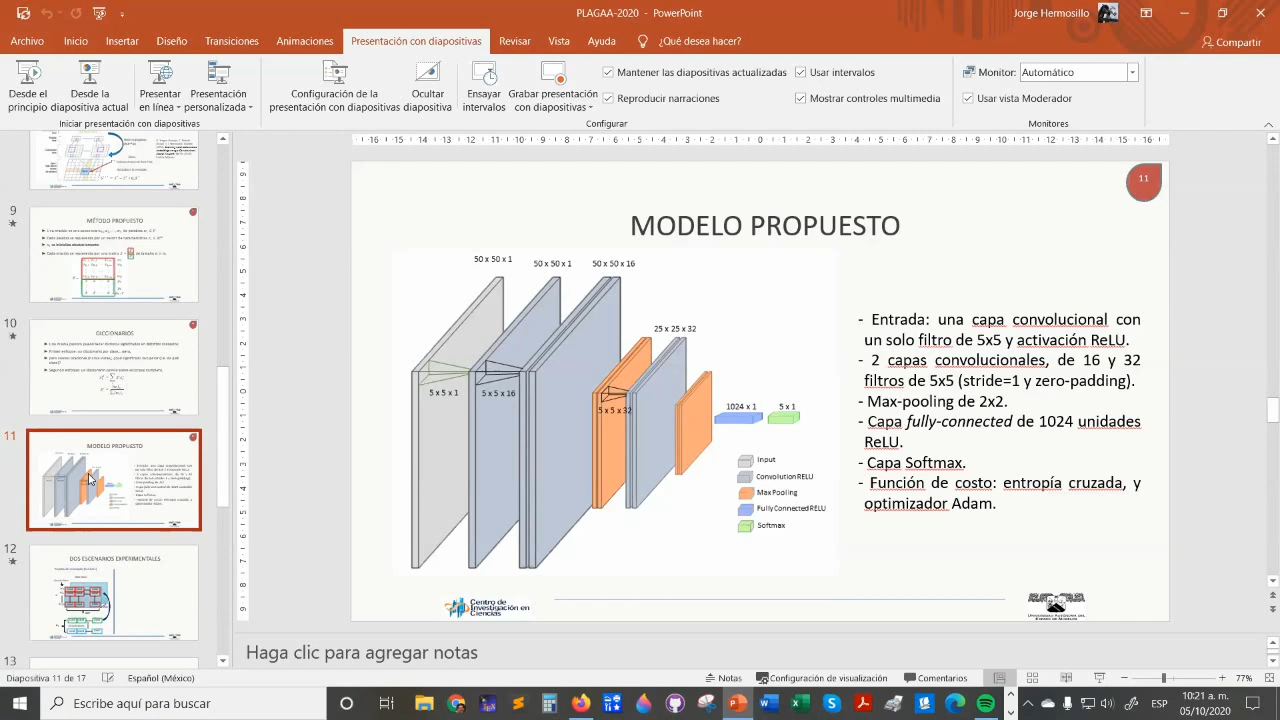 PLAGAA-2020 - PowerPoint
Jorge Hermosillo
Archivo Inicio Insertar Diseño Transiciones Animaciones Presentación con diapositivas Revisar Vista Ayuda ¿Qué desea hacer? Compartir
Desde el principio
Desde la diapositiva actual
Presentar en línea
Presentación personalizada
Configuración de la presentación con diapositivas
Ocultar diapositiva
Ensayar intervalos
Grabar presentación con diapositivas
Mantener las diapositivas actualizadas
Usar intervalos
Reproducir narraciones
Mostrar controles multimedia
Monitor: Automático
Usar vista Moderador
Iniciar presentación con diapositivas
Configurar
Monitores
9
MÉTODO PROPUESTO
10
DICCIONARIOS
11
MODELO PROPUESTO
12
DOS ESCENARIOS EXPERIMENTALES
13
11
MODELO PROPUESTO
50 x 50 x 1
50 x 50 x 16
25 x 25 x 32
5 x 5 x 1
5 x 5 x 16
5 x 5 x 32
1024 x 1
5 x 1
Input
Convolution RELU
Max Pooling
Fully Connected RELU
Softmax
- Entrada: una capa convolucional con
un solo filtro de 5x5 y activación ReLU.
- 2 capas convolucionales, de 16 y 32
filtros de 5x5 (stride=1 y zero-padding).
- Max-pooling de 2x2.
- Capa fully-connected de 1024 unidades
ReLU.
- Capa Softmax.
- Función de costo: entropía cruzada, y
optimizador Adam.
Centro de
Investigación en
Ciencias
Haga clic para agregar notas
Diapositiva 11 de 17
Español (México)
Notas
Configuración de visualización
Comentarios
77%
Escribe aquí para buscar
10:21 a. m.
05/10/2020